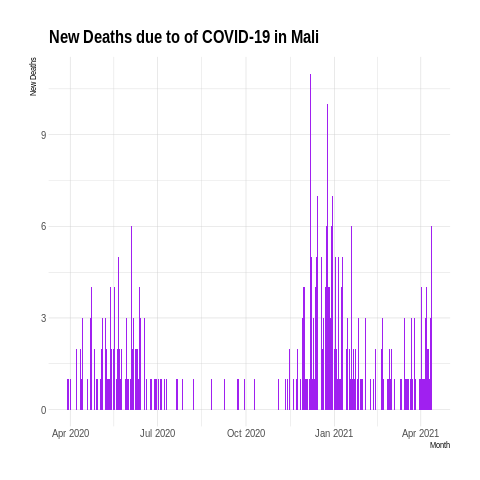 New Deaths due to of COVID-19 in Mali
New Deaths
9
6
3
0
Apr 2020 Jul 2020 Oct 2020 Jan 2021 Apr 2021
Month